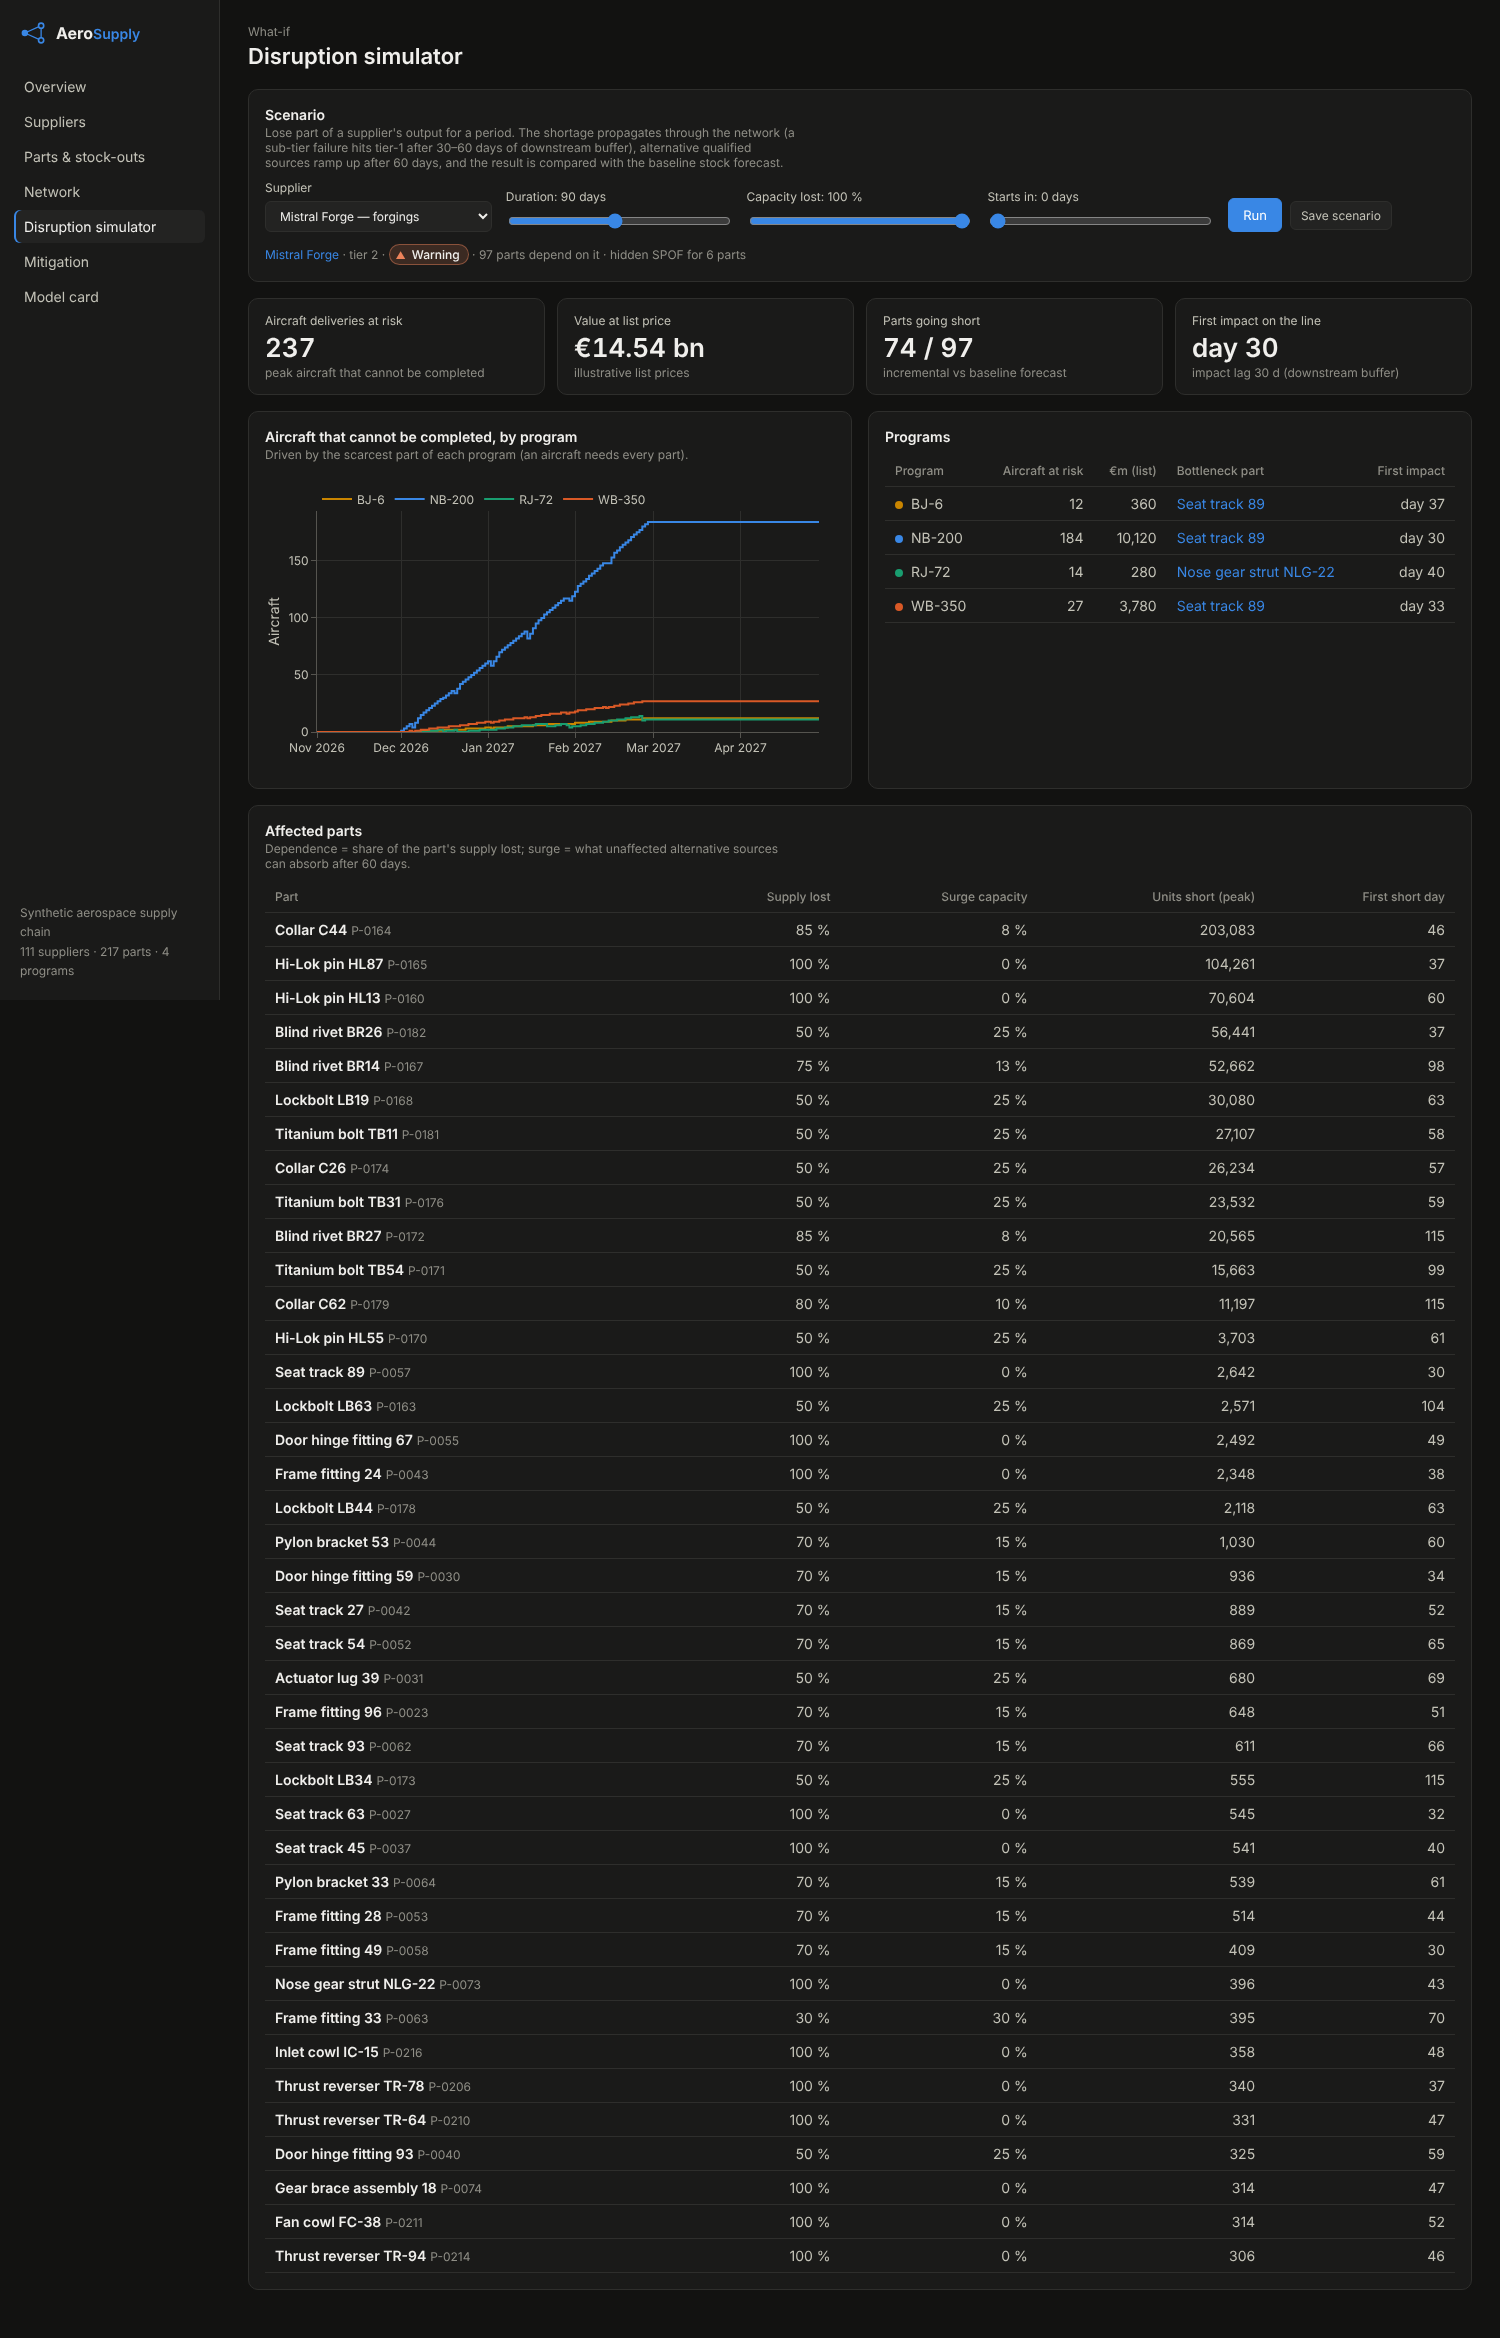 AeroSupply
Overview
Suppliers
Parts & stock-outs
Network
Disruption simulator
Mitigation
Model card
Synthetic aerospace supply
chain
111 suppliers · 217 parts · 4
programs
What-if
Disruption simulator
Scenario
Lose part of a supplier's output for a period. The shortage propagates through the network (a
sub-tier failure hits tier-1 after 30–60 days of downstream buffer), alternative qualified
sources ramp up after 60 days, and the result is compared with the baseline stock forecast.
Supplier
Mistral Forge — forgings
Duration: 90 days
Capacity lost: 100 %
Starts in: 0 days
Run
Save scenario
Mistral Forge · tier 2 · Warning · 97 parts depend on it · hidden SPOF for 6 parts
Aircraft deliveries at risk
237
peak aircraft that cannot be completed
Value at list price
€14.54 bn
illustrative list prices
Parts going short
74 / 97
incremental vs baseline forecast
First impact on the line
day 30
impact lag 30 d (downstream buffer)
Aircraft that cannot be completed, by program
Driven by the scarcest part of each program (an aircraft needs every part).
BJ-6 NB-200 RJ-72 WB-350
Aircraft
150
100
50
0
Nov 2026 Dec 2026 Jan 2027 Feb 2027 Mar 2027 Apr 2027
Programs
Program Aircraft at risk €m (list) Bottleneck part First impact
BJ-6 12 360 Seat track 89 day 37
NB-200 184 10,120 Seat track 89 day 30
RJ-72 14 280 Nose gear strut NLG-22 day 40
WB-350 27 3,780 Seat track 89 day 33
Affected parts
Dependence = share of the part's supply lost; surge = what unaffected alternative sources
can absorb after 60 days.
Part Supply lost Surge capacity Units short (peak) First short day
Collar C44 P-0164 85 % 8 % 203,083 46
Hi-Lok pin HL87 P-0165 100 % 0 % 104,261 37
Hi-Lok pin HL13 P-0160 100 % 0 % 70,604 60
Blind rivet BR26 P-0182 50 % 25 % 56,441 37
Blind rivet BR14 P-0167 75 % 13 % 52,662 98
Lockbolt LB19 P-0168 50 % 25 % 30,080 63
Titanium bolt TB11 P-0181 50 % 25 % 27,107 58
Collar C26 P-0174 50 % 25 % 26,234 57
Titanium bolt TB31 P-0176 50 % 25 % 23,532 59
Blind rivet BR27 P-0172 85 % 8 % 20,565 115
Titanium bolt TB54 P-0171 50 % 25 % 15,663 99
Collar C62 P-0179 80 % 10 % 11,197 115
Hi-Lok pin HL55 P-0170 50 % 25 % 3,703 61
Seat track 89 P-0057 100 % 0 % 2,642 30
Lockbolt LB63 P-0163 50 % 25 % 2,571 104
Door hinge fitting 67 P-0055 100 % 0 % 2,492 49
Frame fitting 24 P-0043 100 % 0 % 2,348 38
Lockbolt LB44 P-0178 50 % 25 % 2,118 63
Pylon bracket 53 P-0044 70 % 15 % 1,030 60
Door hinge fitting 59 P-0030 70 % 15 % 936 34
Seat track 27 P-0042 70 % 15 % 889 52
Seat track 54 P-0052 70 % 15 % 869 65
Actuator lug 39 P-0031 50 % 25 % 680 69
Frame fitting 96 P-0023 70 % 15 % 648 51
Seat track 93 P-0062 70 % 15 % 611 66
Lockbolt LB34 P-0173 50 % 25 % 555 115
Seat track 63 P-0027 100 % 0 % 545 32
Seat track 45 P-0037 100 % 0 % 541 40
Pylon bracket 33 P-0064 70 % 15 % 539 61
Frame fitting 28 P-0053 70 % 15 % 514 44
Frame fitting 49 P-0058 70 % 15 % 409 30
Nose gear strut NLG-22 P-0073 100 % 0 % 396 43
Frame fitting 33 P-0063 30 % 30 % 395 70
Inlet cowl IC-15 P-0216 100 % 0 % 358 48
Thrust reverser TR-78 P-0206 100 % 0 % 340 37
Thrust reverser TR-64 P-0210 100 % 0 % 331 47
Door hinge fitting 93 P-0040 50 % 25 % 325 59
Gear brace assembly 18 P-0074 100 % 0 % 314 47
Fan cowl FC-38 P-0211 100 % 0 % 314 52
Thrust reverser TR-94 P-0214 100 % 0 % 306 46